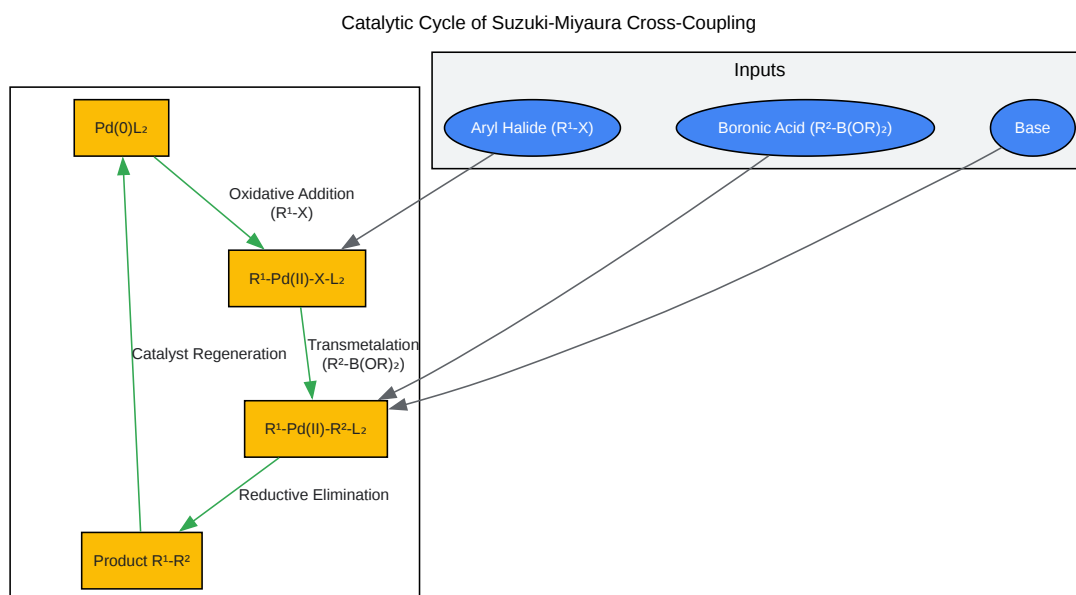 Catalytic Cycle of Suzuki-Miyaura Cross-Coupling
Inputs
Pd(0)L₂
Aryl Halide (R¹-X)
Boronic Acid (R²-B(OR)₂)
Base
Oxidative Addition
(R¹-X)
R¹-Pd(II)-X-L₂
Catalyst Regeneration
Transmetalation
(R²-B(OR)₂)
R¹-Pd(II)-R²-L₂
Reductive Elimination
Product R¹-R²